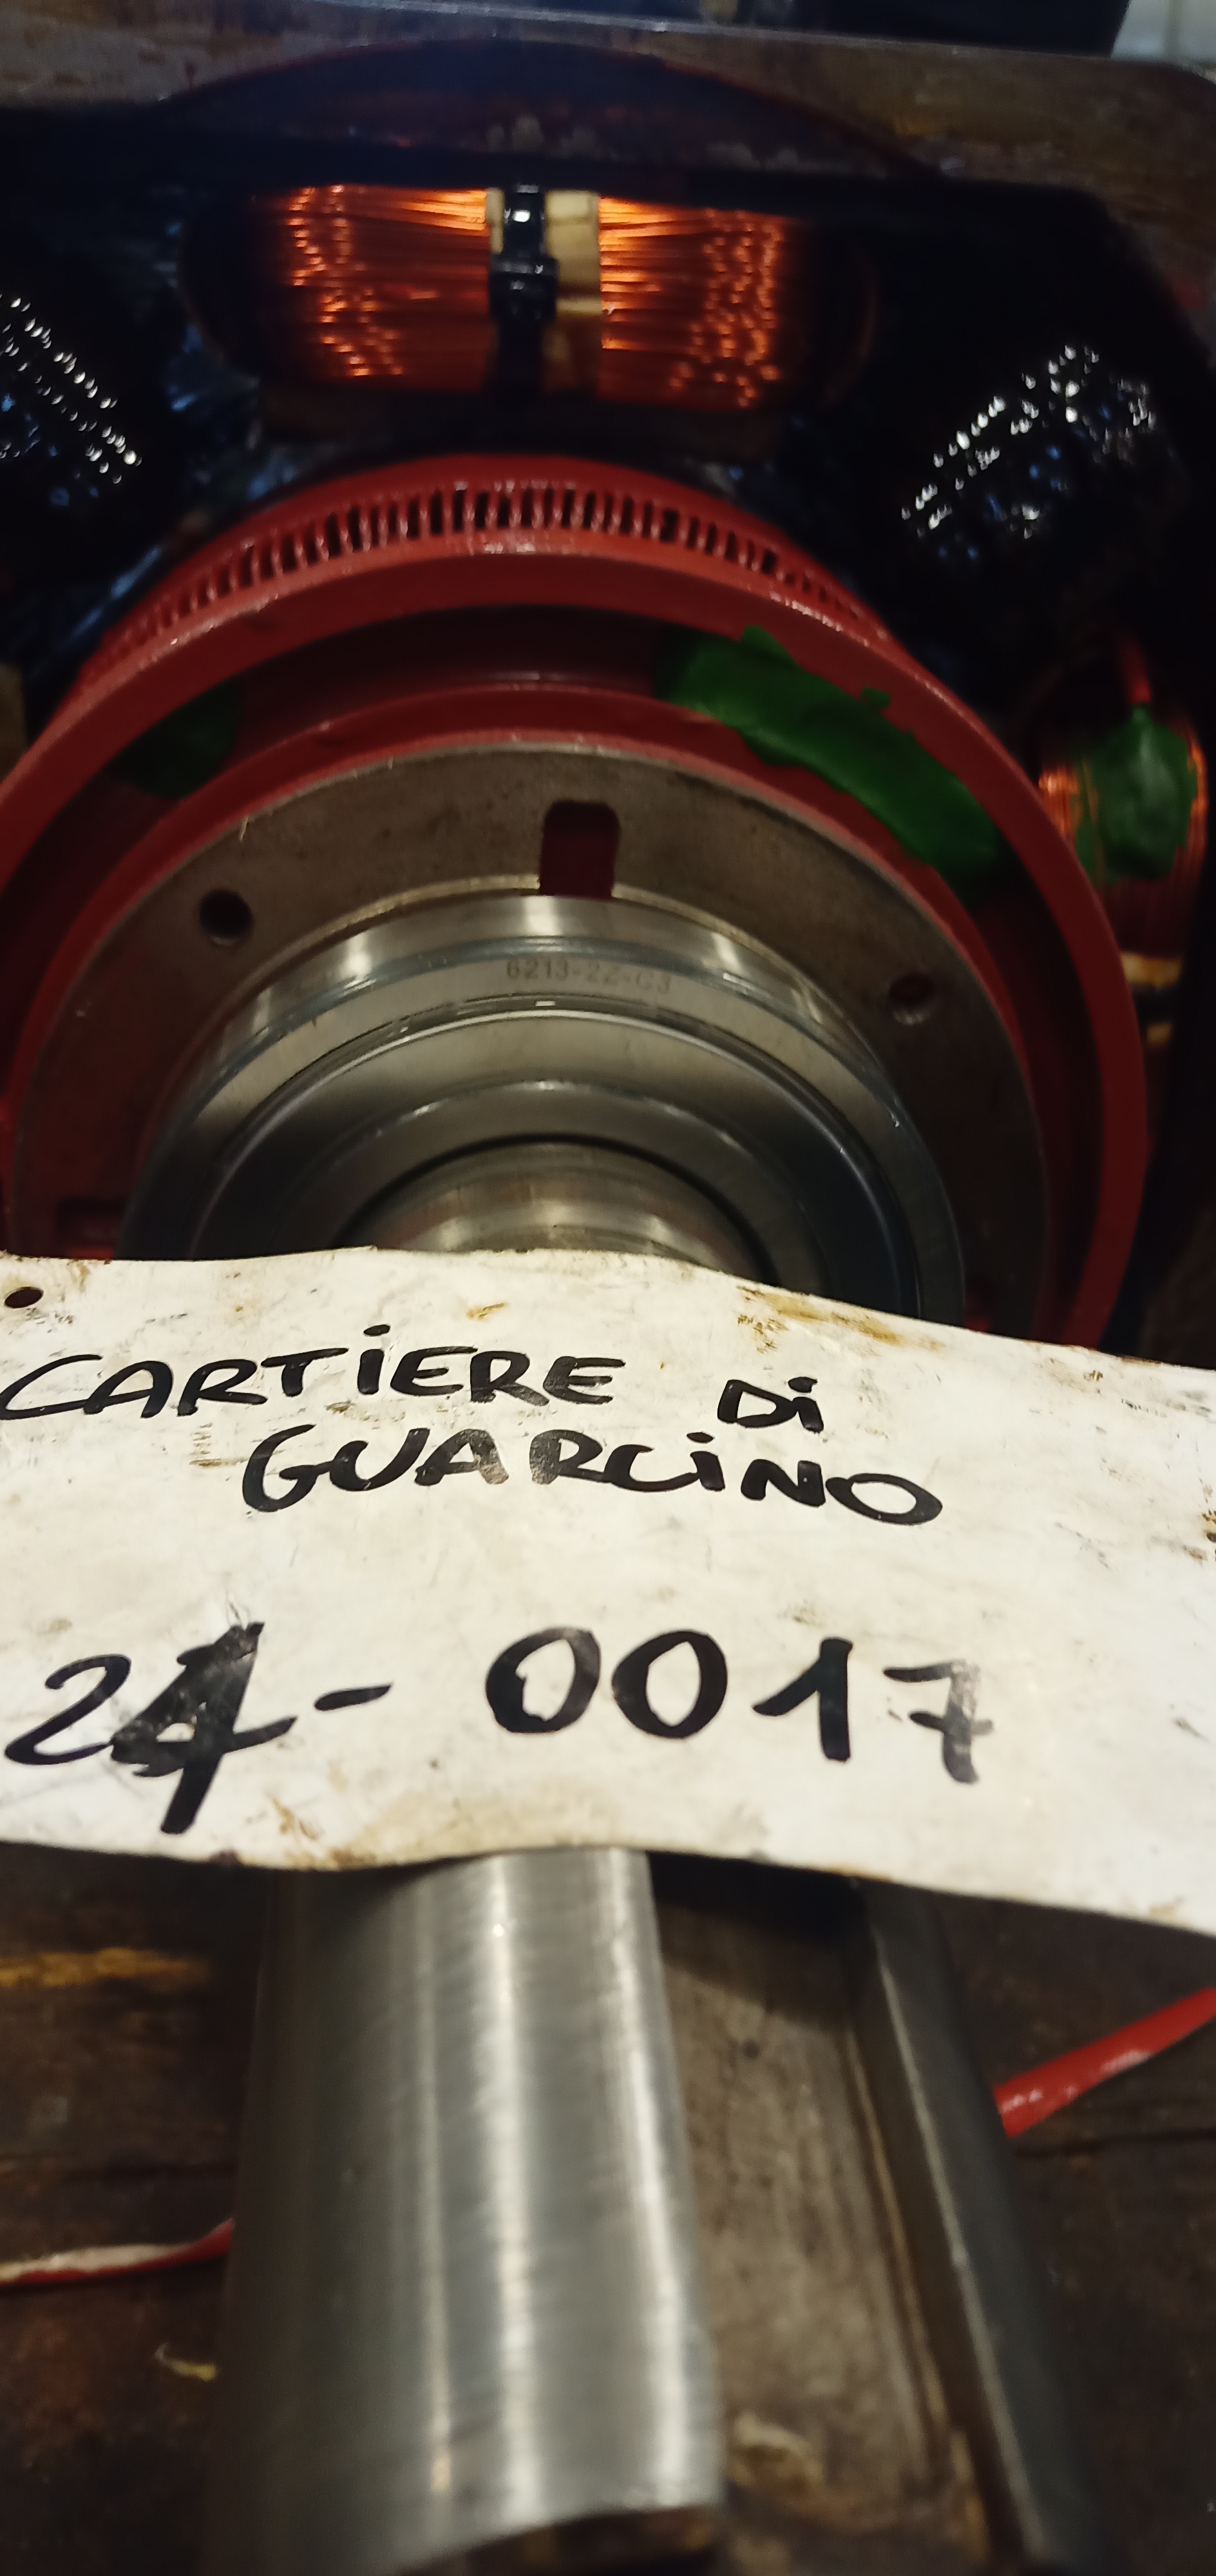 6213-2Z-C3
CARTiERE Di
GUARCiNO
24-0017